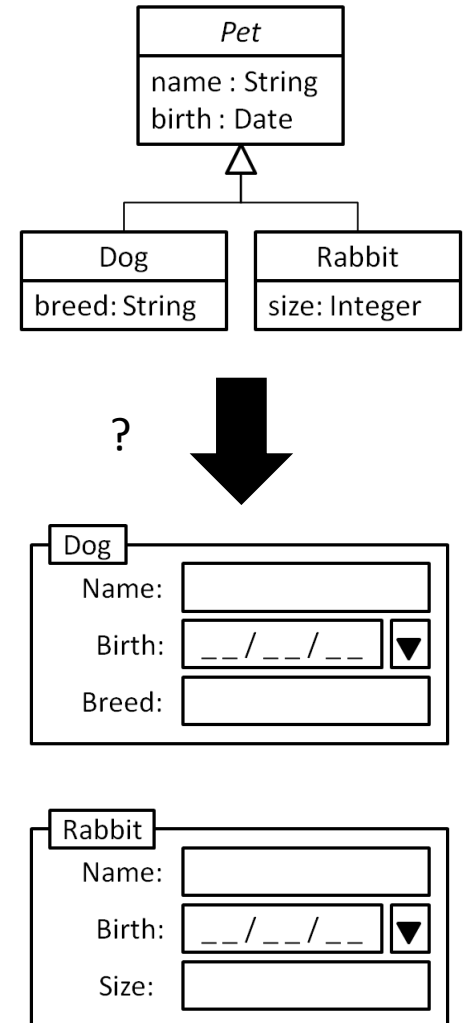 Pet
name : String
birth : Date
Dog
breed: String
Rabbit
size: Integer
?
Dog
Name:
Birth: __/__/__
Breed:
Rabbit
Name:
Birth: __/__/__
Size: